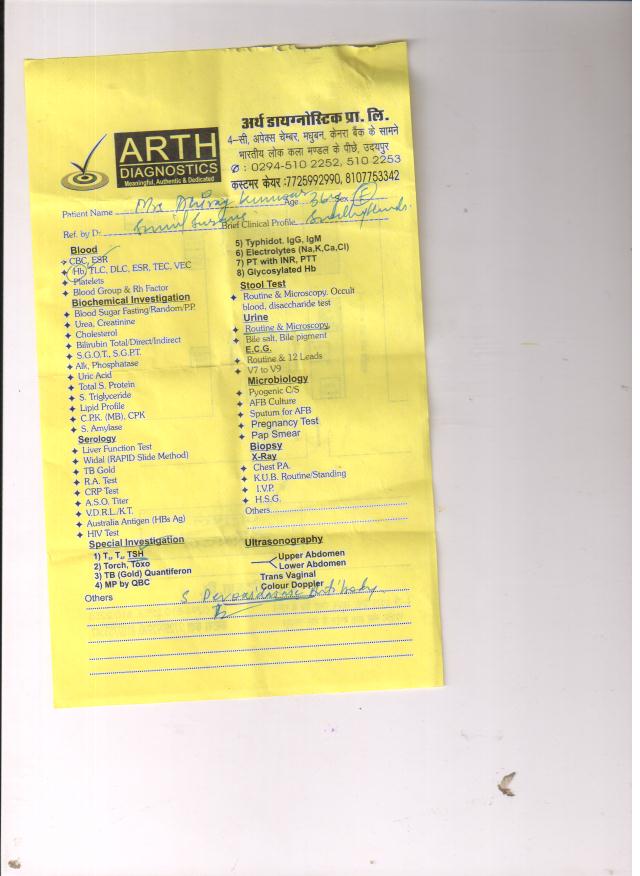 ARTH
DIAGNOSTICS
Meaningful, Authentic & Dedicated
अर्थ डायग्नोस्टिक प्रा. लि.
4-सी, अपेक्स चेम्बर, मधुबन, केनरा बैंक के सामने
भारतीय लोक कला मण्डल के पीछे, उदयपुर
✆ : 0294-510 2252, 510 2253
कस्टमर केयर :7725992990, 8107753342
Patient Name Age 36 Sex F
Ref. by Dr. Brief Clinical Profile
Blood
CBC, ESR
Hb, TLC, DLC, ESR, TEC, VEC
Platelets
Blood Group & Rh Factor
Biochemical Investigation
Blood Sugar Fasting/Random/P.P.
Urea, Creatinine
Cholesterol
Bilirubin Total/Direct/Indirect
S.G.O.T., S.G.P.T.
Alk, Phosphatase
Uric Acid
Total S. Protein
S. Triglyceride
Lipid Profile
C.P.K. (MB), CPK
S. Amylase
Serology
Liver Function Test
Widal (RAPID Slide Method)
TB Gold
R.A. Test
CRP Test
A.S.O. Titer
V.D.R.L./K.T.
Australia Antigen (HBs Ag)
HIV Test
Special Investigation
1) T₃, T₄, TSH
2) Torch, Toxo
3) TB (Gold) Quantiferon
4) MP by QBC
5) Typhidot. IgG, IgM
6) Electrolytes (Na,K,Ca,Cl)
7) PT with INR, PTT
8) Glycosylated Hb
Stool Test
Routine & Microscopy. Occult
blood, disaccharide test
Urine
Routine & Microscopy,
Bile salt, Bile pigment
E.C.G.
Routine & 12 Leads
V7 to V9
Microbiology
Pyogenic C/S
AFB Culture
Sputum for AFB
Pregnancy Test
Pap Smear
Biopsy
X-Ray
Chest P.A.
K.U.B. Routine/Standing
I.V.P.
H.S.G.
Others
Ultrasonography
Upper Abdomen
Lower Abdomen
Trans Vaginal
Colour Doppler
Others S Antibody